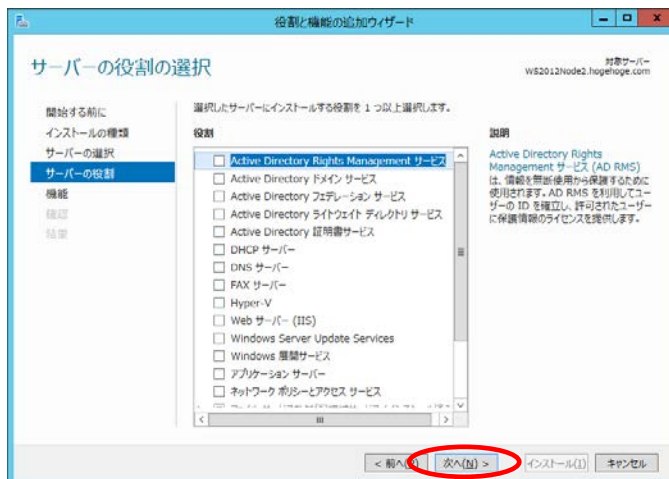 役割と機能の追加ウィザード
サーバーの役割の選択
対象サーバー
WS2012Node2.hogehoge.com
開始する前に
インストールの種類
サーバーの選択
サーバーの役割
機能
確認
結果
選択したサーバーにインストールする役割を 1 つ以上選択します。
役割
Active Directory Rights Management サービス
Active Directory ドメイン サービス
Active Directory フェデレーション サービス
Active Directory ライトウェイト ディレクトリ サービス
Active Directory 証明書サービス
DHCP サーバー
DNS サーバー
FAX サーバー
Hyper-V
Web サーバー (IIS)
Windows Server Update Services
Windows 展開サービス
アプリケーション サーバー
ネットワーク ポリシーとアクセス サービス
説明
Active Directory Rights
Management サービス (AD RMS)
は、情報を無断使用から保護するために
使用されます。AD RMS を利用してユー
ザーの ID を確立し、許可されたユーザー
に保護情報のライセンスを提供します。
< 前へ(P) 次へ(N) > インストール(I) キャンセル